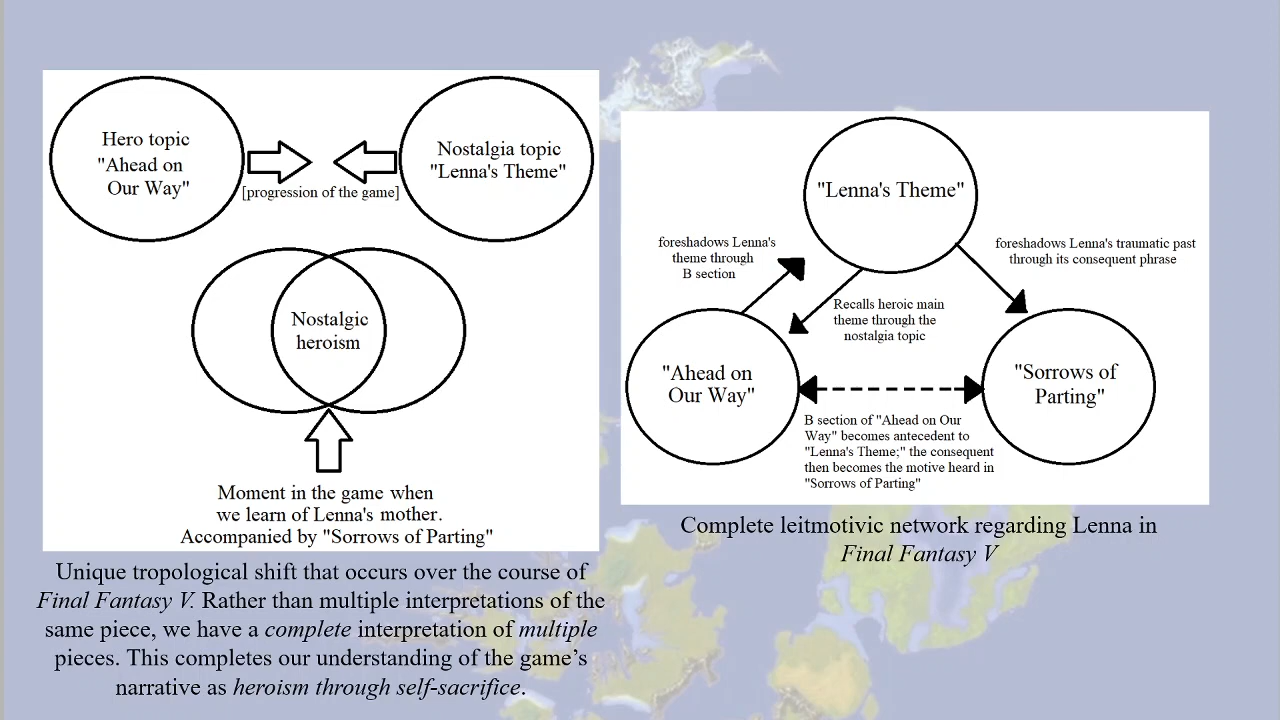 Hero topic
"Ahead on
Our Way"
[progression of the game]
Nostalgia topic
"Lenna's Theme"
Nostalgic
heroism
Moment in the game when
we learn of Lenna's mother.
Accompanied by "Sorrows of Parting"
Unique tropological shift that occurs over the course of
Final Fantasy V. Rather than multiple interpretations of the
same piece, we have a complete interpretation of multiple
pieces. This completes our understanding of the game’s
narrative as heroism through self-sacrifice.
"Lenna's Theme"
foreshadows Lenna's
theme through
B section
foreshadows Lenna's traumatic past
through its consequent phrase
Recalls heroic main
theme through the
nostalgia topic
"Ahead on
Our Way"
"Sorrows of
Parting"
B section of "Ahead on Our
Way" becomes antecedent to
"Lenna's Theme;" the consequent
then becomes the motive heard in
"Sorrows of Parting"
Complete leitmotivic network regarding Lenna in
Final Fantasy V